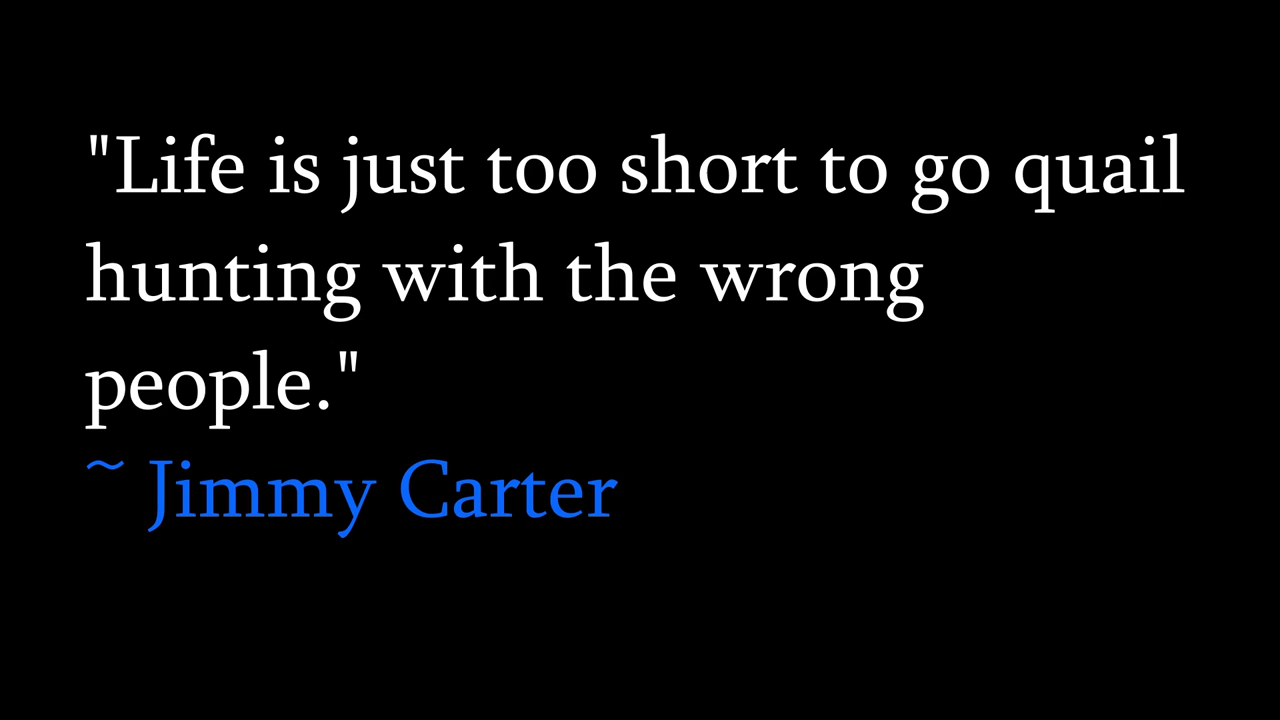 "Life is just too short to go quail
hunting with the wrong
people."
~ Jimmy Carter